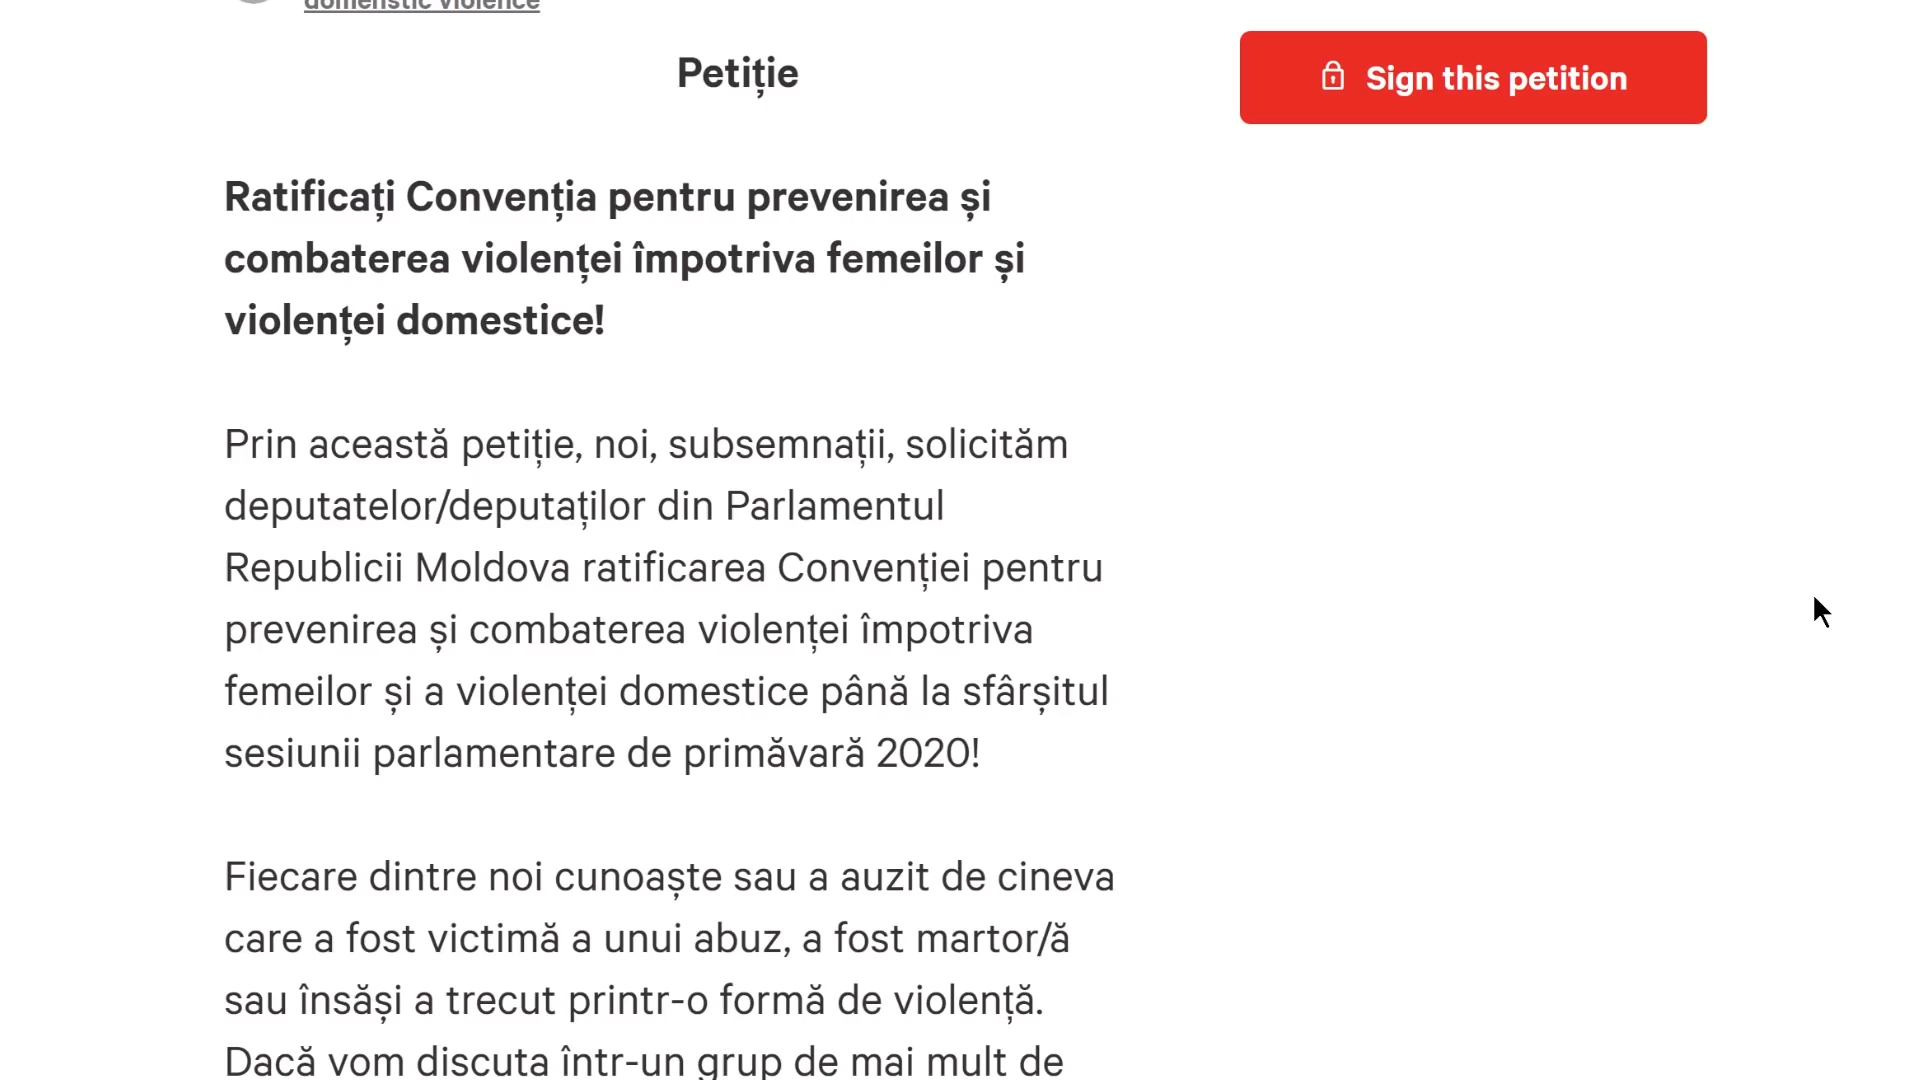 domenstic violence
Petiție
Sign this petition
Ratificați Convenția pentru prevenirea și
combaterea violenței împotriva femeilor și
violenței domestice!
Prin această petiție, noi, subsemnații, solicităm
deputatelor/deputaților din Parlamentul
Republicii Moldova ratificarea Convenției pentru
prevenirea și combaterea violenței împotriva
femeilor și a violenței domestice până la sfârșitul
sesiunii parlamentare de primăvară 2020!
Fiecare dintre noi cunoaște sau a auzit de cineva
care a fost victimă a unui abuz, a fost martor/ă
sau însăși a trecut printr-o formă de violență.
Dacă vom discuta într-un grup de mai mult de